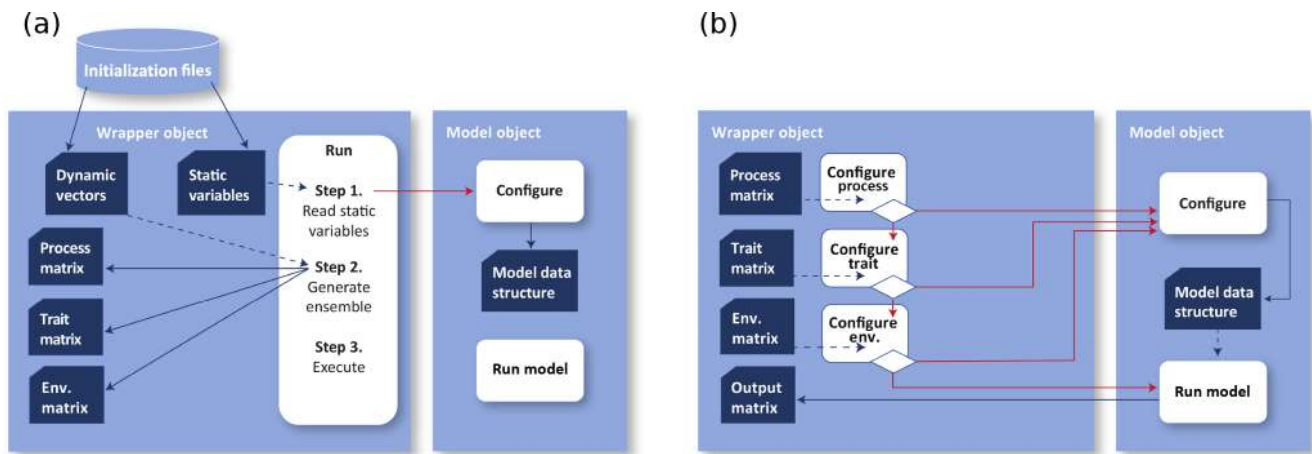 (a)
Initialization files
Wrapper object
Dynamic
vectors
Static
variables
Process
matrix
Trait
matrix
Env.
matrix
Run
Step 1.
Read static
variables
Step 2.
Generate
ensemble
Step 3.
Execute
Model object
Configure
Model data
structure
Run model
(b)
Wrapper object
Process
matrix
Configure
process
Trait
matrix
Configure
trait
Env.
matrix
Configure
env.
Output
matrix
Model object
Configure
Model data
structure
Run model